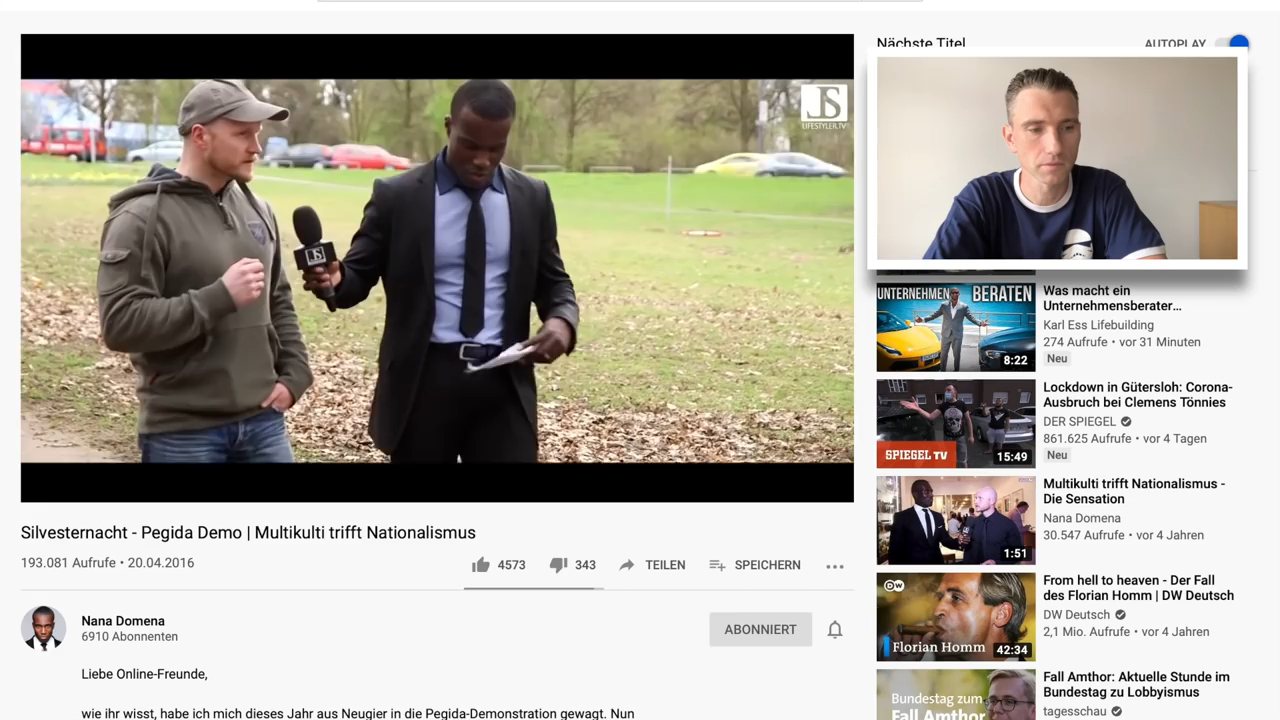 JS
LIFESTYLER.TV
JS
Silvesternacht - Pegida Demo | Multikulti trifft Nationalismus
193.081 Aufrufe • 20.04.2016
4573
343
TEILEN
SPEICHERN
Nana Domena
6910 Abonnenten
ABONNIERT
Liebe Online-Freunde,
wie ihr wisst, habe ich mich dieses Jahr aus Neugier in die Pegida-Demonstration gewagt. Nun
Nächste Titel
AUTOPLAY
UNTERNEHMEN BERATEN
8:22
Was macht ein
Unternehmensberater…
Karl Ess Lifebuilding
274 Aufrufe • vor 31 Minuten
Neu
SPIEGEL TV
15:49
Lockdown in Gütersloh: Corona-
Ausbruch bei Clemens Tönnies
DER SPIEGEL
861.625 Aufrufe • vor 4 Tagen
Neu
1:51
Multikulti trifft Nationalismus -
Die Sensation
Nana Domena
30.547 Aufrufe • vor 4 Jahren
DW
Florian Homm
42:34
From hell to heaven - Der Fall
des Florian Homm | DW Deutsch
DW Deutsch
2,1 Mio. Aufrufe • vor 4 Jahren
Bundestag zum
Fall Amthor
Fall Amthor: Aktuelle Stunde im
Bundestag zu Lobbyismus
tagesschau